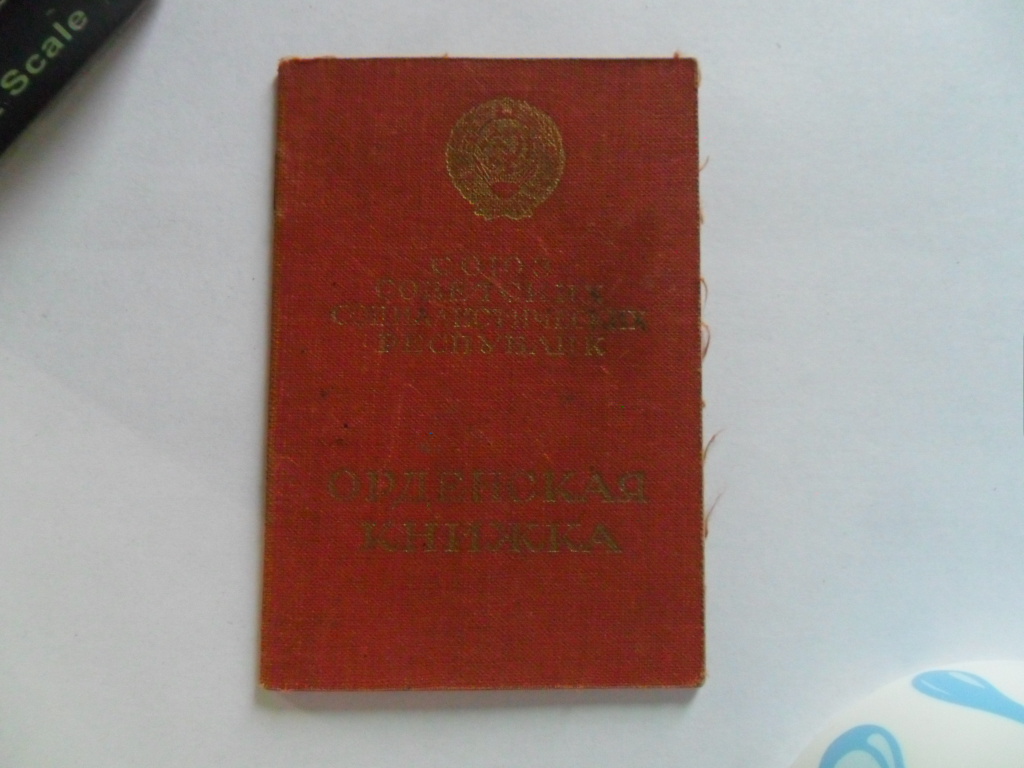 Scale
СОЮЗ
СОВЕТСКИХ
СОЦИАЛИСТИЧЕСКИХ
РЕСПУБЛИК
ОРДЕНСКАЯ
КНИЖКА